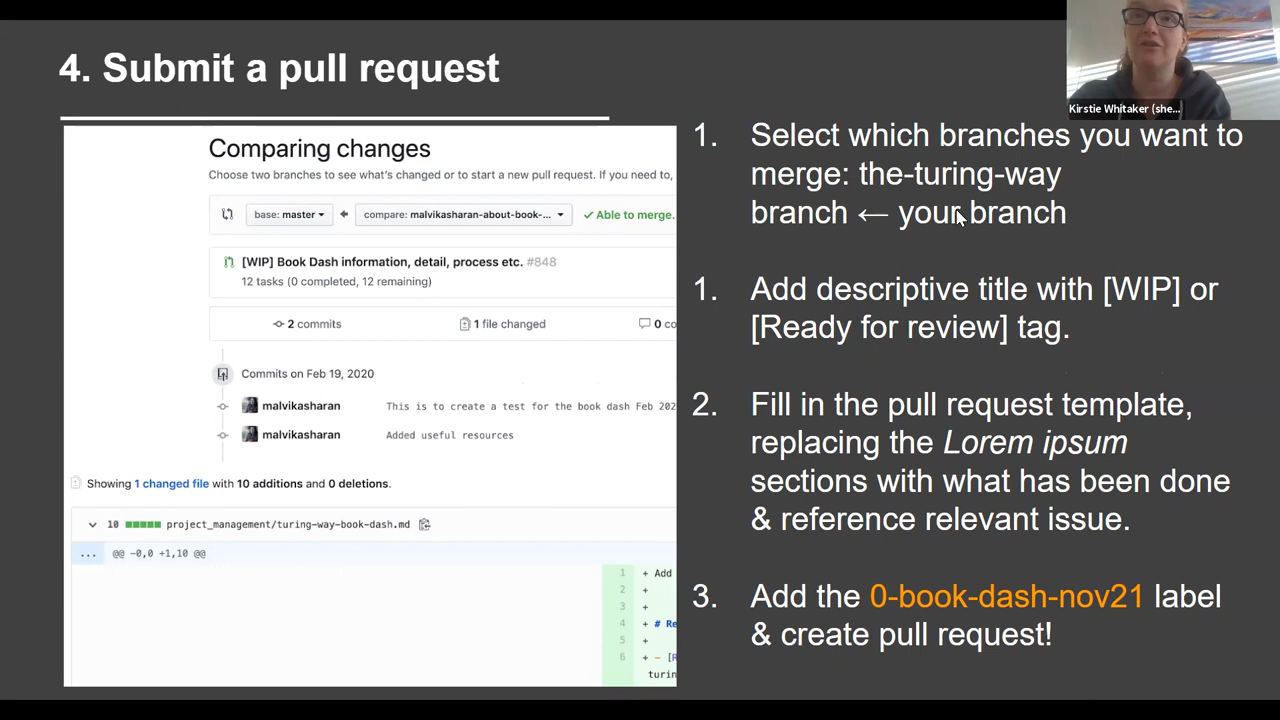 4. Submit a pull request
Kirstie Whitaker (she...
Comparing changes
Choose two branches to see what's changed or to start a new pull request. If you need to,
base: master
compare: malvikasharan-about-book-...
Able to merge.
[WIP] Book Dash information, detail, process etc. #848
12 tasks (0 completed, 12 remaining)
2 commits
1 file changed
0 co
Commits on Feb 19, 2020
malvikasharan This is to create a test for the book dash Feb 202
malvikasharan Added useful resources
Showing 1 changed file with 10 additions and 0 deletions.
10 project_management/turing-way-book-dash.md
... @@ -0,0 +1,10 @@
1 + Add
2 +
3 +
4 + # Re
5 +
6 + - [R
turin
1. Select which branches you want to
merge: the-turing-way
branch ← your branch
1. Add descriptive title with [WIP] or
[Ready for review] tag.
2. Fill in the pull request template,
replacing the Lorem ipsum
sections with what has been done
& reference relevant issue.
3. Add the 0-book-dash-nov21 label
& create pull request!